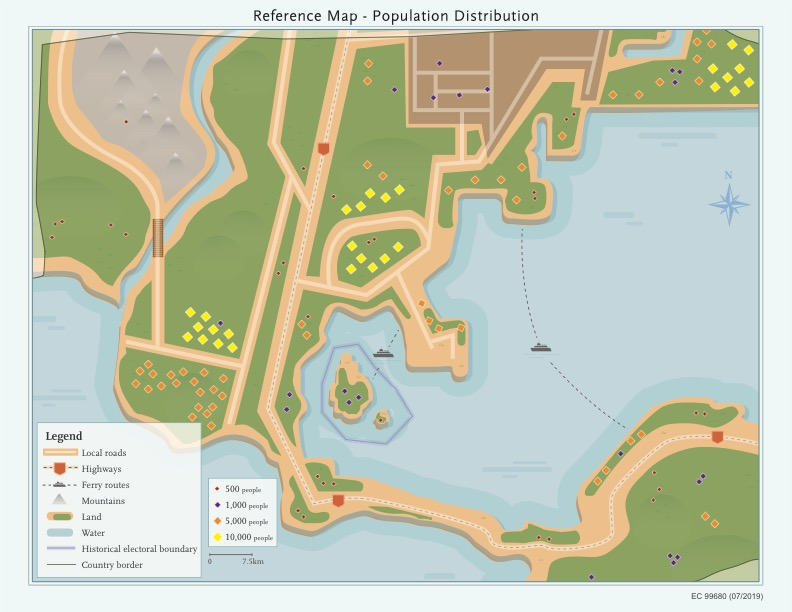 Reference Map - Population Distribution
N
Legend
Local roads
Highways
Ferry routes
Mountains
Land
Water
Historical electoral boundary
Country border
500 people
1,000 people
5,000 people
10,000 people
0 7.5km
EC 99680 (07/2019)